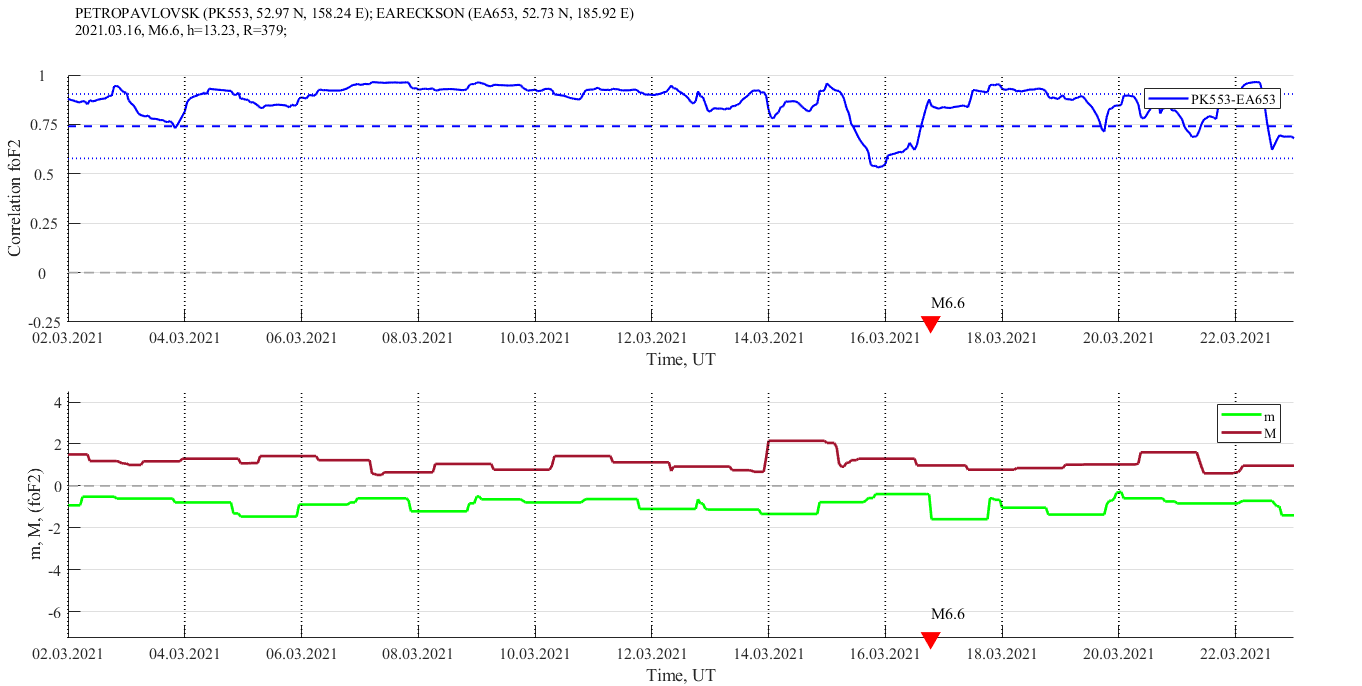 PETROPAVLOVSK (PK553, 52.97 N, 158.24 E); EARECKSON (EA653, 52.73 N, 185.92 E)
2021.03.16, M6.6, h=13.23, R=379;
1
0.75
0.5
0.25
0
-0.25
Correlation foF2
PK553-EA653
M6.6
02.03.2021 04.03.2021 06.03.2021 08.03.2021 10.03.2021 12.03.2021 14.03.2021 16.03.2021 18.03.2021 20.03.2021 22.03.2021
Time, UT
4
2
0
-2
-4
-6
m, M, (foF2)
m
M
M6.6
02.03.2021 04.03.2021 06.03.2021 08.03.2021 10.03.2021 12.03.2021 14.03.2021 16.03.2021 18.03.2021 20.03.2021 22.03.2021
Time, UT